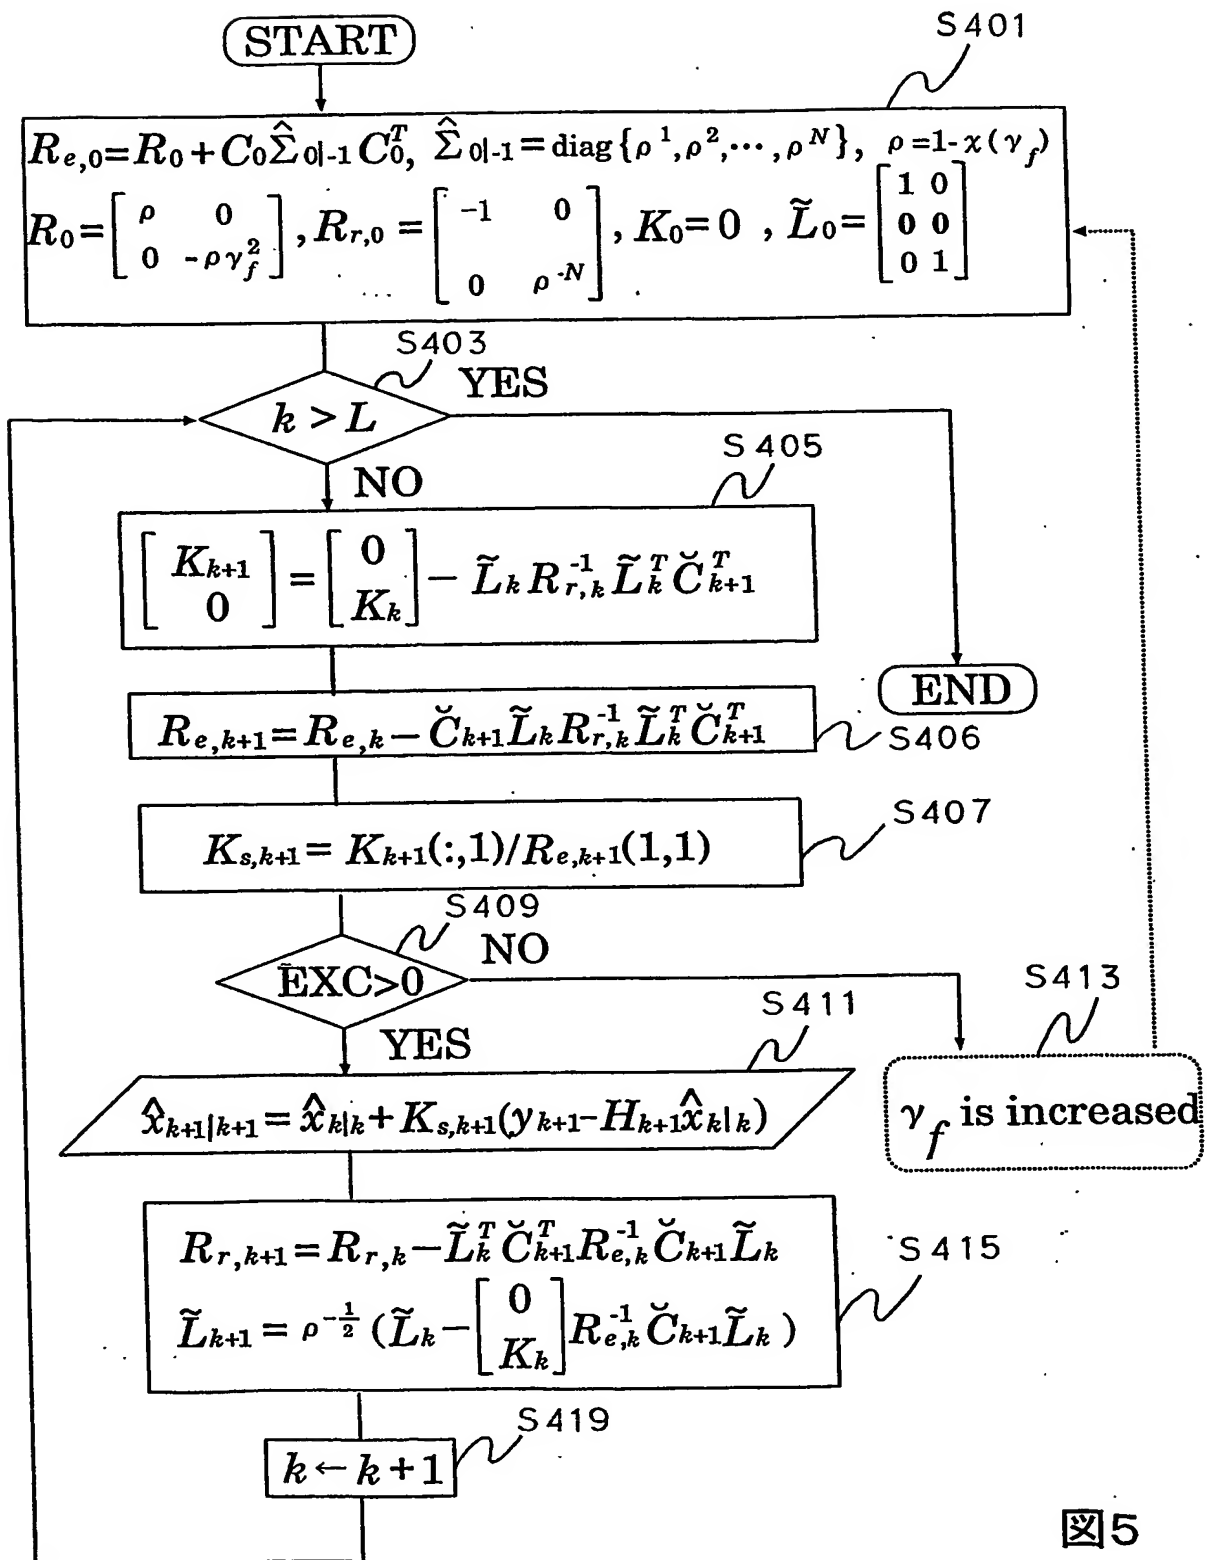 START
S401
R_{e,0}=R_0+C_0\hat{Σ}_{0|-1}C_0^T, \hat{Σ}_{0|-1}=diag{ρ^1,ρ^2,⋯,ρ^N}, ρ=1-χ(γ_f)
R_0=[ρ 0; 0 -ργ_f^2], R_{r,0}=[-1 0; 0 ρ^{-N}], K_0=0, \tilde{L}_0=[1 0; 0 0; 0 1]
S403
k>L
YES
NO
S405
[K_{k+1}; 0]=[0; K_k]-\tilde{L}_k R_{r,k}^{-1}\tilde{L}_k^T \breve{C}_{k+1}^T
END
R_{e,k+1}=R_{e,k}-\breve{C}_{k+1}\tilde{L}_k R_{r,k}^{-1}\tilde{L}_k^T \breve{C}_{k+1}^T
S406
S407
K_{s,k+1}=K_{k+1}(:,1)/R_{e,k+1}(1,1)
S409
EXC>0
NO
YES
S411
S413
\hat{x}_{k+1|k+1}=\hat{x}_{k|k}+K_{s,k+1}(y_{k+1}-H_{k+1}\hat{x}_{k|k})
γ_f is increased
R_{r,k+1}=R_{r,k}-\tilde{L}_k^T \breve{C}_{k+1}^T R_{e,k}^{-1}\breve{C}_{k+1}\tilde{L}_k
S415
\tilde{L}_{k+1}=ρ^{-\frac{1}{2}}(\tilde{L}_k-[0; K_k]R_{e,k}^{-1}\breve{C}_{k+1}\tilde{L}_k)
S419
k←k+1
図5